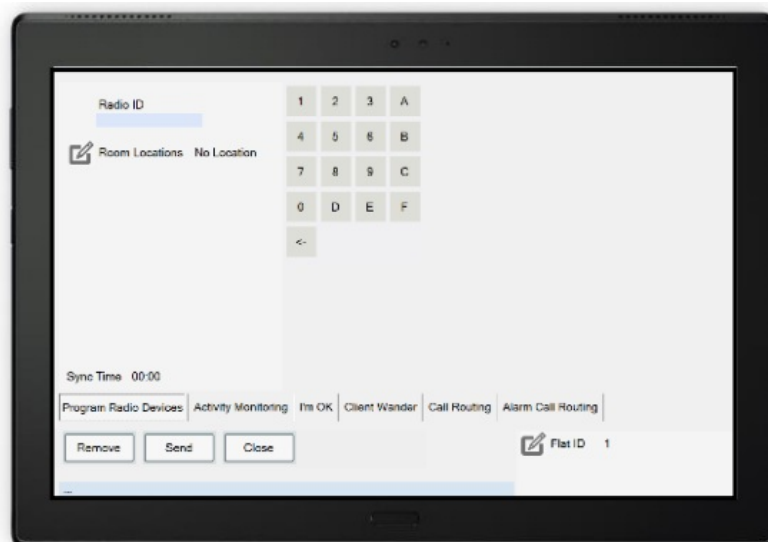 Radio ID
Room Locations No Location
1 2 3 A
4 5 6 B
7 8 9 C
0 D E F
<-
Sync Time 00:00
Program Radio Devices Activity Monitoring I'm OK Client Wander Call Routing Alarm Call Routing
Remove Send Close
Flat ID 1